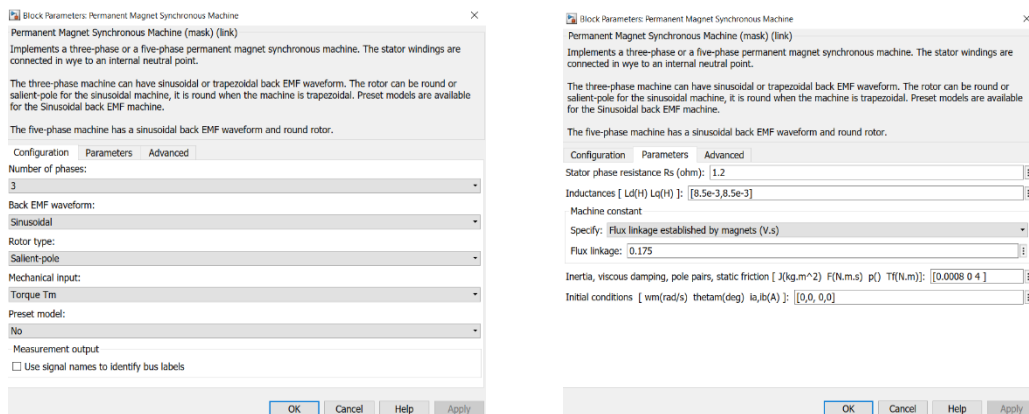 Block Parameters: Permanent Magnet Synchronous Machine
Permanent Magnet Synchronous Machine (mask) (link)
Implements a three-phase or a five-phase permanent magnet synchronous machine. The stator windings are
connected in wye to an internal neutral point.
The three-phase machine can have sinusoidal or trapezoidal back EMF waveform. The rotor can be round or
salient-pole for the sinusoidal machine, it is round when the machine is trapezoidal. Preset models are available
for the Sinusoidal back EMF machine.
The five-phase machine has a sinusoidal back EMF waveform and round rotor.
Configuration Parameters Advanced
Number of phases:
3
Back EMF waveform:
Sinusoidal
Rotor type:
Salient-pole
Mechanical input:
Torque Tm
Preset model:
No
Measurement output
Use signal names to identify bus labels
OK Cancel Help Apply
Block Parameters: Permanent Magnet Synchronous Machine
Permanent Magnet Synchronous Machine (mask) (link)
Implements a three-phase or a five-phase permanent magnet synchronous machine. The stator windings are
connected in wye to an internal neutral point.
The three-phase machine can have sinusoidal or trapezoidal back EMF waveform. The rotor can be round or
salient-pole for the sinusoidal machine, it is round when the machine is trapezoidal. Preset models are available
for the Sinusoidal back EMF machine.
The five-phase machine has a sinusoidal back EMF waveform and round rotor.
Configuration Parameters Advanced
Stator phase resistance Rs (ohm): 1.2
Inductances [ Ld(H) Lq(H) ]: [8.5e-3,8.5e-3]
Machine constant
Specify: Flux linkage established by magnets (V.s)
Flux linkage: 0.175
Inertia, viscous damping, pole pairs, static friction [ J(kg.m^2) F(N.m.s) p() Tf(N.m)]: [0.0008 0 4 ]
Initial conditions [ wm(rad/s) thetam(deg) ia,ib(A) ]: [0,0, 0,0]
OK Cancel Help Apply